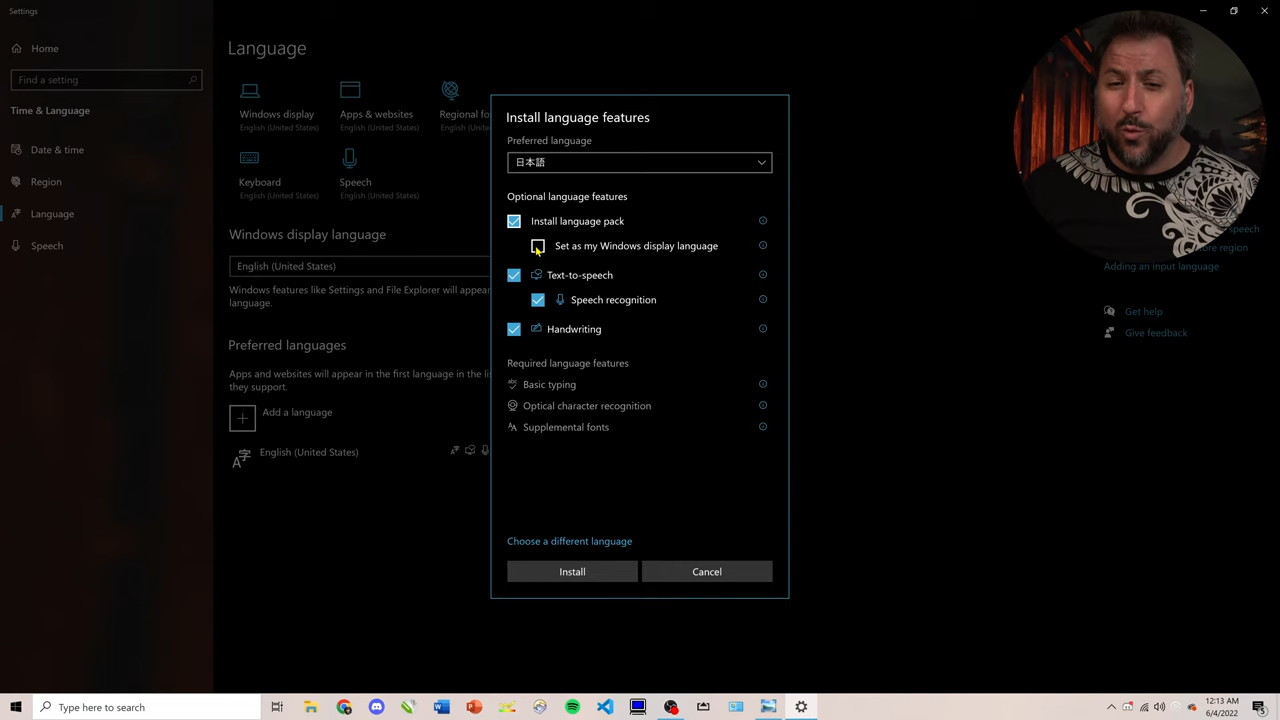 Settings
Home
Find a setting
Time & Language
Date & time
Region
Language
Speech
Language
Windows display
English (United States)
Apps & websites
English (United States)
Regional fo
English (United
Keyboard
English (United States)
Speech
English (United States)
Windows display language
English (United States)
Windows features like Settings and File Explorer will appear
language.
Preferred languages
Apps and websites will appear in the first language in the li
they support.
Add a language
English (United States)
Install language features
Preferred language
日本語
Optional language features
Install language pack
Set as my Windows display language
Text-to-speech
Speech recognition
Handwriting
Required language features
Basic typing
Optical character recognition
Supplemental fonts
Choose a different language
Install
Cancel
speech
ore region
Adding an input language
Get help
Give feedback
Type here to search
12:13 AM
6/4/2022